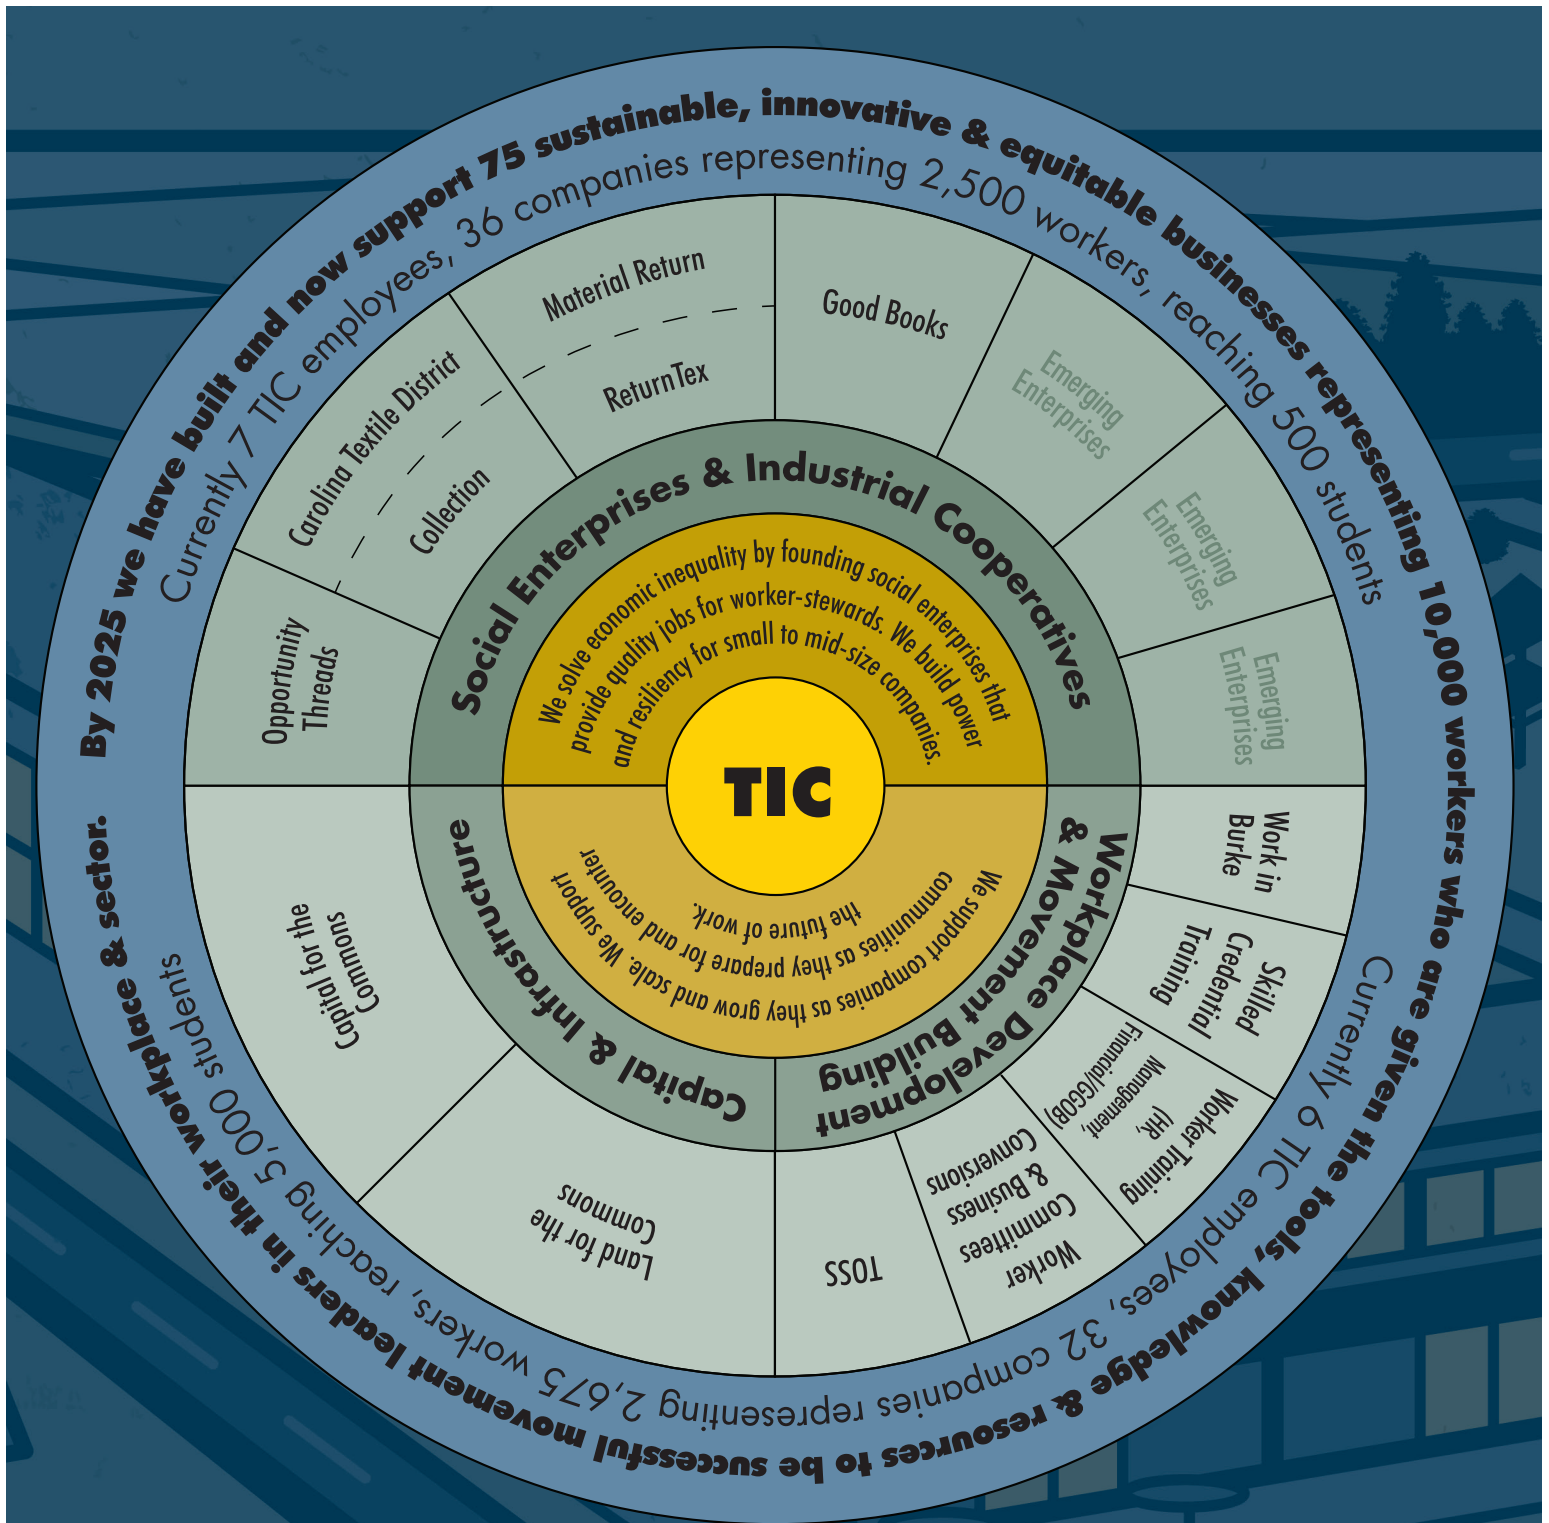 By 2025 we have built and now support 75 sustainable, innovative & equitable businesses representing 10,000 workers who are given the tools, knowledge & resources to be successful movement leaders in their workplace & sector.
Currently 7 TIC employees, 36 companies representing 2,500 workers, reaching 500 students
Currently 6 TIC employees, 32 companies representing 2,675 workers, reaching 5,000 students
Opportunity
Threads
Carolina Textile District
Collection
Material Return
ReturnTex
Good Books
Emerging
Enterprises
Emerging
Enterprises
Emerging
Enterprises
Work in
Burke
Skilled
Credential
Training
Worker Training
(HR,
Management,
Financial/GGOB)
Worker
Committees
& Business
Conversions
TOSS
Land for the
Commons
Capital for the
Commons
Social Enterprises & Industrial Cooperatives
Workplace Development
& Movement Building
Capital & Infrastructure
We solve economic inequality by founding social enterprises that
provide quality jobs for worker-stewards. We build power
and resiliency for small to mid-size companies.
TIC
We support companies as they grow and scale. We support
communities as they prepare for and encounter
the future of work.